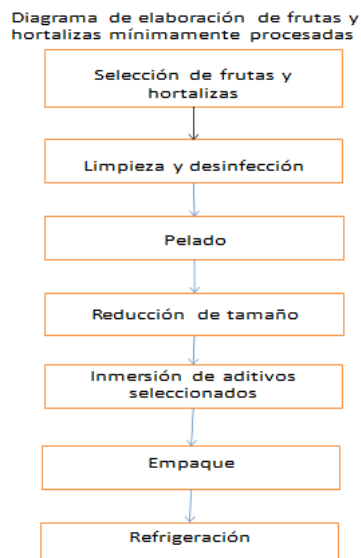 Diagrama de elaboración de frutas y
hortalizas mínimamente procesadas
Selección de frutas y
hortalizas
Limpieza y desinfección
Pelado
Reducción de tamaño
Inmersión de aditivos
seleccionados
Empaque
Refrigeración